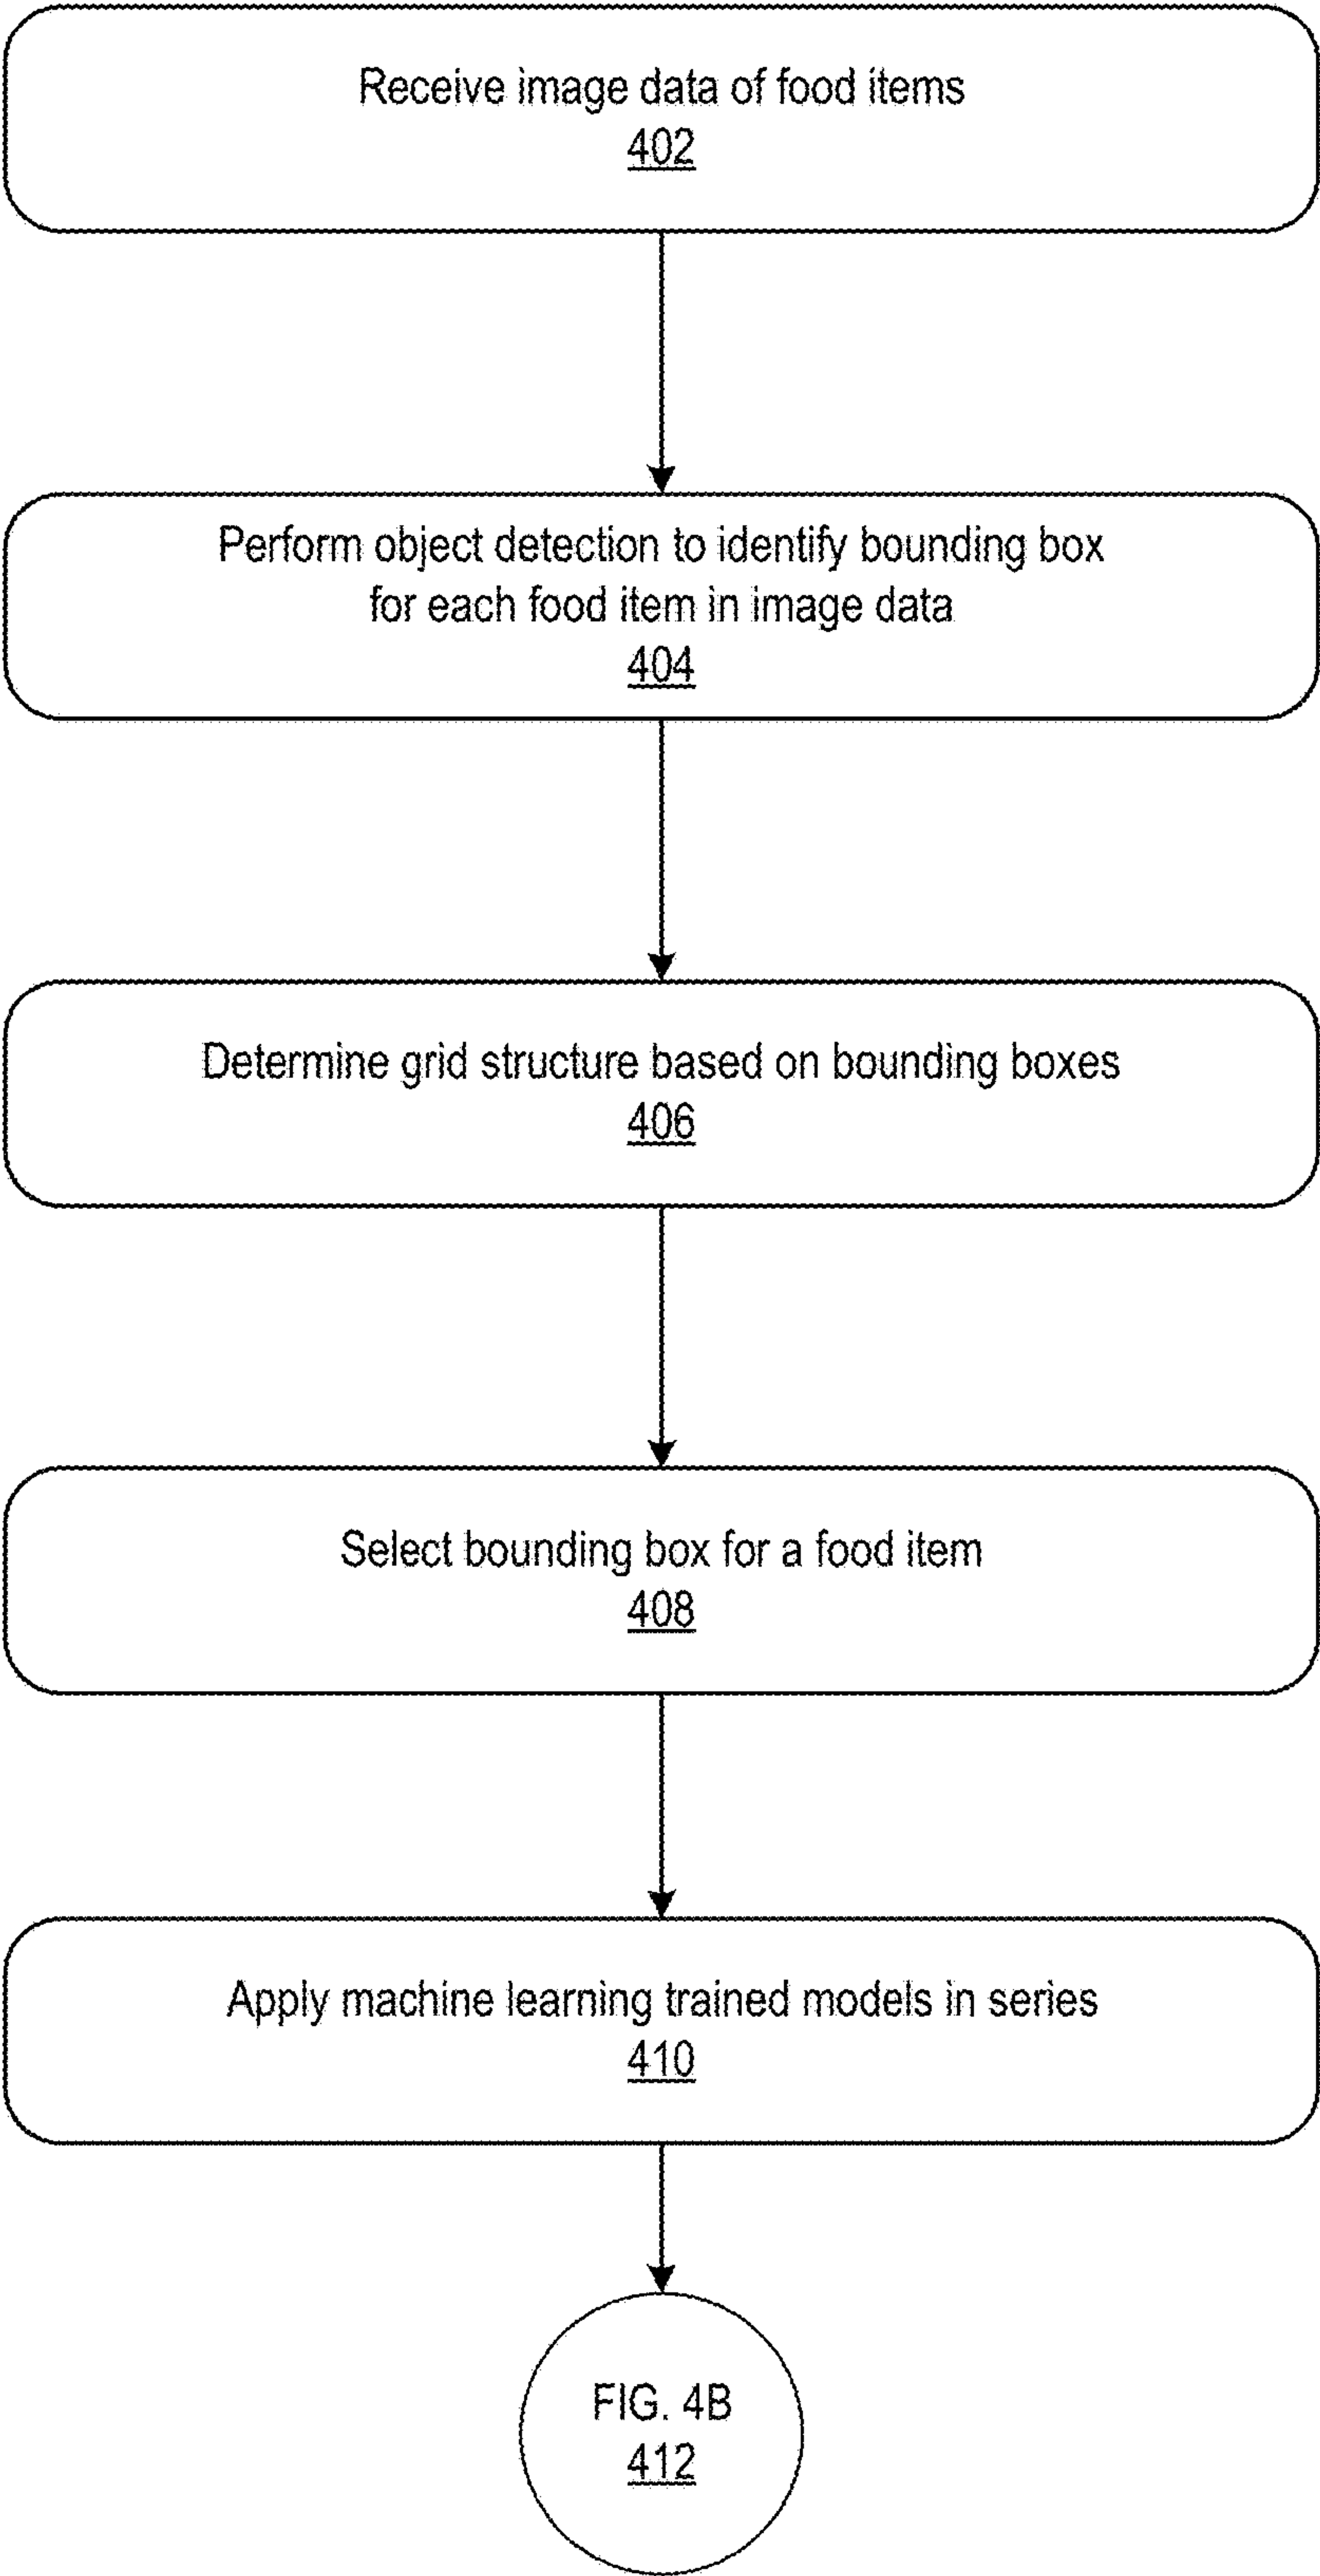 Receive image data of food items
402
Perform object detection to identify bounding box
for each food item in image data
404
Determine grid structure based on bounding boxes
406
Select bounding box for a food item
408
Apply machine learning trained models in series
410
FIG. 4B
412